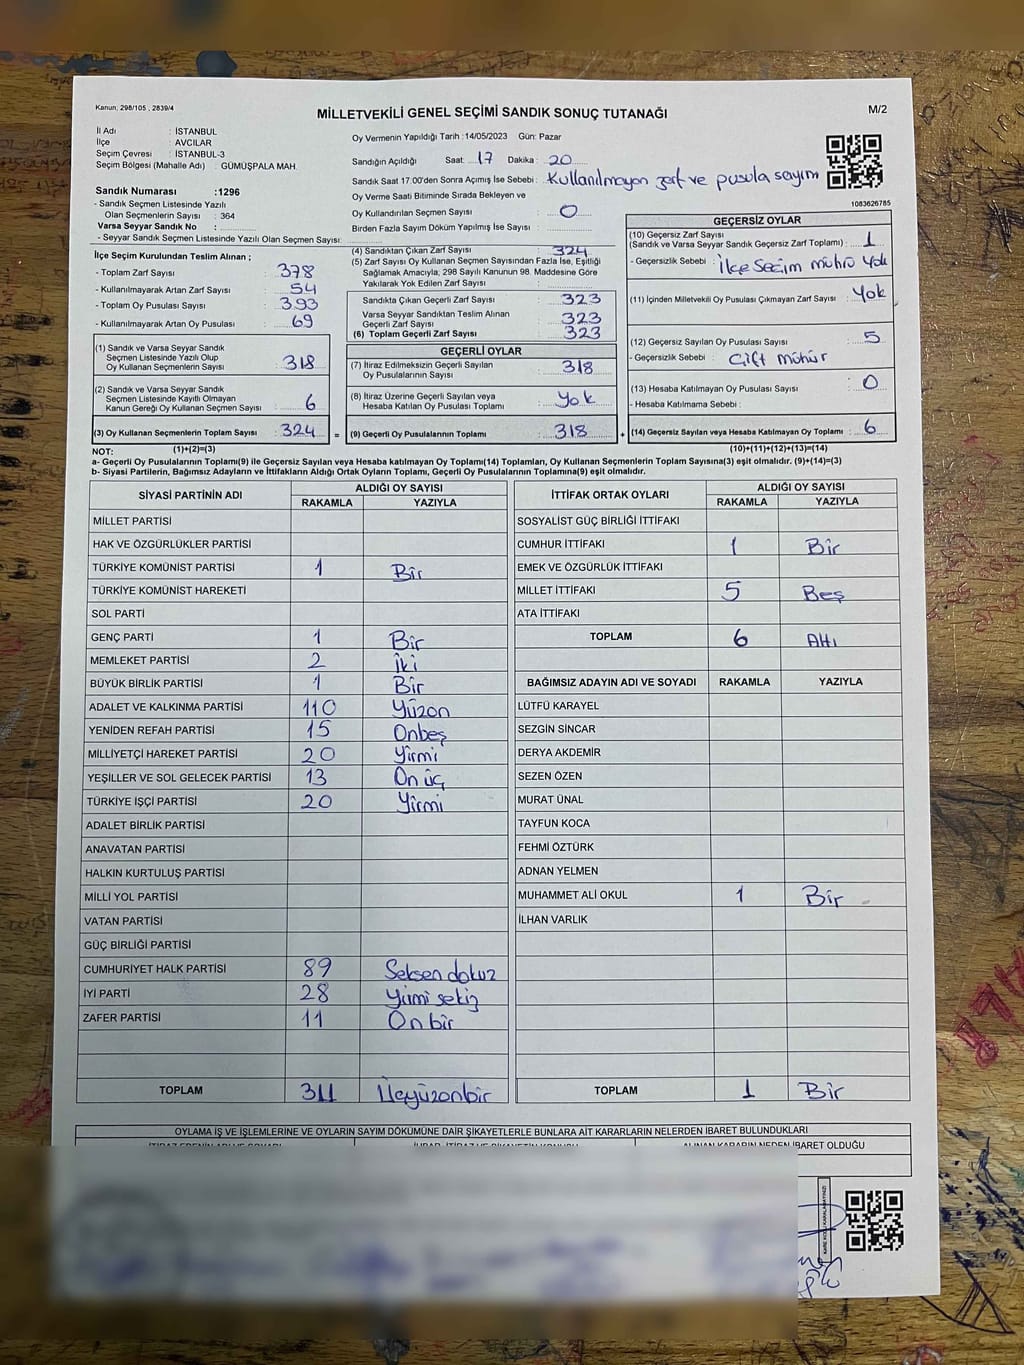 Kanun; 298/105 , 2839/4
MİLLETVEKİLİ GENEL SEÇİMİ SANDIK SONUÇ TUTANAĞI
M/2
İl Adı : İSTANBUL
İlçe : AVCILAR
Seçim Çevresi : İSTANBUL-3
Seçim Bölgesi (Mahalle Adı) : GÜMÜŞPALA MAH.
Sandık Numarası :1296
- Sandık Seçmen Listesinde Yazılı
Olan Seçmenlerin Sayısı : 364
Varsa Seyyar Sandık No :
- Seyyar Sandık Seçmen Listesinde Yazılı Olan Seçmen Sayısı:
Oy Vermenin Yapıldığı Tarih :14/05/2023 Gün: Pazar
Sandığın Açıldığı Saat: 17 Dakika : 20
Sandık Saat 17.00'den Sonra Açılmış İse Sebebi : Kullanılmayan zarf ve pusula sayım
Oy Verme Saati Bitiminde Sırada Bekleyen ve
Oy Kullandırılan Seçmen Sayısı : 0
Birden Fazla Sayım Döküm Yapılmış İse Sayısı :
1083626785
İlçe Seçim Kurulundan Teslim Alınan ;
- Toplam Zarf Sayısı : 378
- Kullanılmayarak Artan Zarf Sayısı : 54
- Toplam Oy Pusulası Sayısı : 393
- Kullanılmayarak Artan Oy Pusulası : 69
(1) Sandık ve Varsa Seyyar Sandık
Seçmen Listesinde Yazılı Olup
Oy Kullanan Seçmenlerin Sayısı : 318
(2) Sandık ve Varsa Seyyar Sandık
Seçmen Listesinde Kayıtlı Olmayan
Kanun Gereği Oy Kullanan Seçmen Sayısı : 6
(3) Oy Kullanan Seçmenlerin Toplam Sayısı : 324
(4) Sandıktan Çıkan Zarf Sayısı : 324
(5) Zarf Sayısı Oy Kullanan Seçmen Sayısından Fazla İse, Eşitliği
Sağlamak Amacıyla, 298 Sayılı Kanunun 98. Maddesine Göre
Yakılarak Yok Edilen Zarf Sayısı :
Sandıkta Çıkan Geçerli Zarf Sayısı : 323
Varsa Seyyar Sandıktan Teslim Alınan
Geçerli Zarf Sayısı : 323
(6) Toplam Geçerli Zarf Sayısı : 323
GEÇERLİ OYLAR
(7) İtiraz Edilmeksizin Geçerli Sayılan
Oy Pusulalarının Sayısı : 318
(8) İtiraz Üzerine Geçerli Sayılan veya
Hesaba Katılan Oy Pusulası Toplamı : Yok
= (9) Geçerli Oy Pusulalarının Toplamı : 318 +
GEÇERSİZ OYLAR
(10) Geçersiz Zarf Sayısı
(Sandık ve Varsa Seyyar Sandık Geçersiz Zarf Toplamı) : 1
- Geçersizlik Sebebi : İlçe Seçim mührü yok
(11) İçinden Milletvekili Oy Pusulası Çıkmayan Zarf Sayısı : Yok
(12) Geçersiz Sayılan Oy Pusulası Sayısı : 5
- Geçersizlik Sebebi : Çift mühür
(13) Hesaba Katılmayan Oy Pusulası Sayısı : 0
- Hesaba Katılmama Sebebi :
(14) Geçersiz Sayılan veya Hesaba Katılmayan Oy Toplamı : 6
NOT: (1)+(2)=(3) (10)+(11)+(12)+(13)=(14)
a- Geçerli Oy Pusulalarının Toplamı(9) ile Geçersiz Sayılan veya Hesaba katılmayan Oy Toplamı(14) Toplamları, Oy Kullanan Seçmenlerin Toplam Sayısına(3) eşit olmalıdır. (9)+(14)=(3)
b- Siyasi Partilerin, Bağımsız Adayların ve İttifakların Aldığı Ortak Oyların Toplamı, Geçerli Oy Pusulalarının Toplamına(9) eşit olmalıdır.
SİYASİ PARTİNİN ADI ALDIĞI OY SAYISI
RAKAMLA YAZIYLA
MİLLET PARTİSİ
HAK VE ÖZGÜRLÜKLER PARTİSİ
TÜRKİYE KOMÜNİST PARTİSİ 1 Bir
TÜRKİYE KOMÜNİST HAREKETİ
SOL PARTİ
GENÇ PARTİ 1 Bir
MEMLEKET PARTİSİ 2 İki
BÜYÜK BİRLİK PARTİSİ 1 Bir
ADALET VE KALKINMA PARTİSİ 110 Yüzon
YENİDEN REFAH PARTİSİ 15 Onbeş
MİLLİYETÇİ HAREKET PARTİSİ 20 Yirmi
YEŞİLLER VE SOL GELECEK PARTİSİ 13 On üç
TÜRKİYE İŞÇİ PARTİSİ 20 Yirmi
ADALET BİRLİK PARTİSİ
ANAVATAN PARTİSİ
HALKIN KURTULUŞ PARTİSİ
MİLLİ YOL PARTİSİ
VATAN PARTİSİ
GÜÇ BİRLİĞİ PARTİSİ
CUMHURİYET HALK PARTİSİ 89 Seksen dokuz
İYİ PARTİ 28 Yirmi sekiz
ZAFER PARTİSİ 11 On bir
TOPLAM 311 Üçyüzonbir
İTTİFAK ORTAK OYLARI ALDIĞI OY SAYISI
RAKAMLA YAZIYLA
SOSYALİST GÜÇ BİRLİĞİ İTTİFAKI
CUMHUR İTTİFAKI 1 Bir
EMEK VE ÖZGÜRLÜK İTTİFAKI
MİLLET İTTİFAKI 5 Beş
ATA İTTİFAKI
TOPLAM 6 Altı
BAĞIMSIZ ADAYIN ADI VE SOYADI RAKAMLA YAZIYLA
LÜTFÜ KARAYEL
SEZGİN SİNCAR
DERYA AKDEMİR
SEZEN ÖZEN
MURAT ÜNAL
TAYFUN KOCA
FEHMİ ÖZTÜRK
ADNAN YELMEN
MUHAMMET ALİ OKUL 1 Bir
İLHAN VARLIK
TOPLAM 1 Bir
OYLAMA İŞ VE İŞLEMLERİNE VE OYLARIN SAYIM DÖKÜMÜNE DAİR ŞİKAYETLERLE BUNLARA AİT KARARLARIN NELERDEN İBARET BULUNDUKLARI
ALINAN KARARIN NEDEN İBARET OLDUĞU